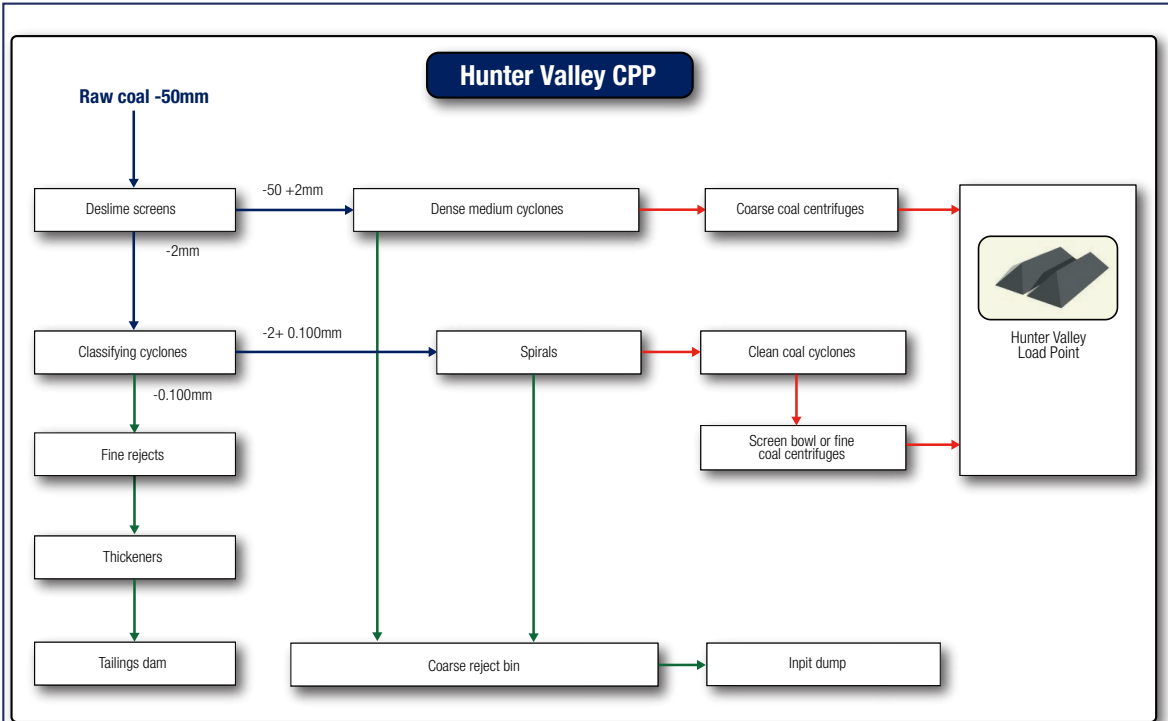 Hunter Valley CPP
Raw coal -50mm
Deslime screens
-50 +2mm
Dense medium cyclones
Coarse coal centrifuges
-2mm
Hunter Valley
Load Point
Classifying cyclones
-2+ 0.100mm
Spirals
Clean coal cyclones
-0.100mm
Fine rejects
Screen bowl or fine
coal centrifuges
Thickeners
Tailings dam
Coarse reject bin
Inpit dump